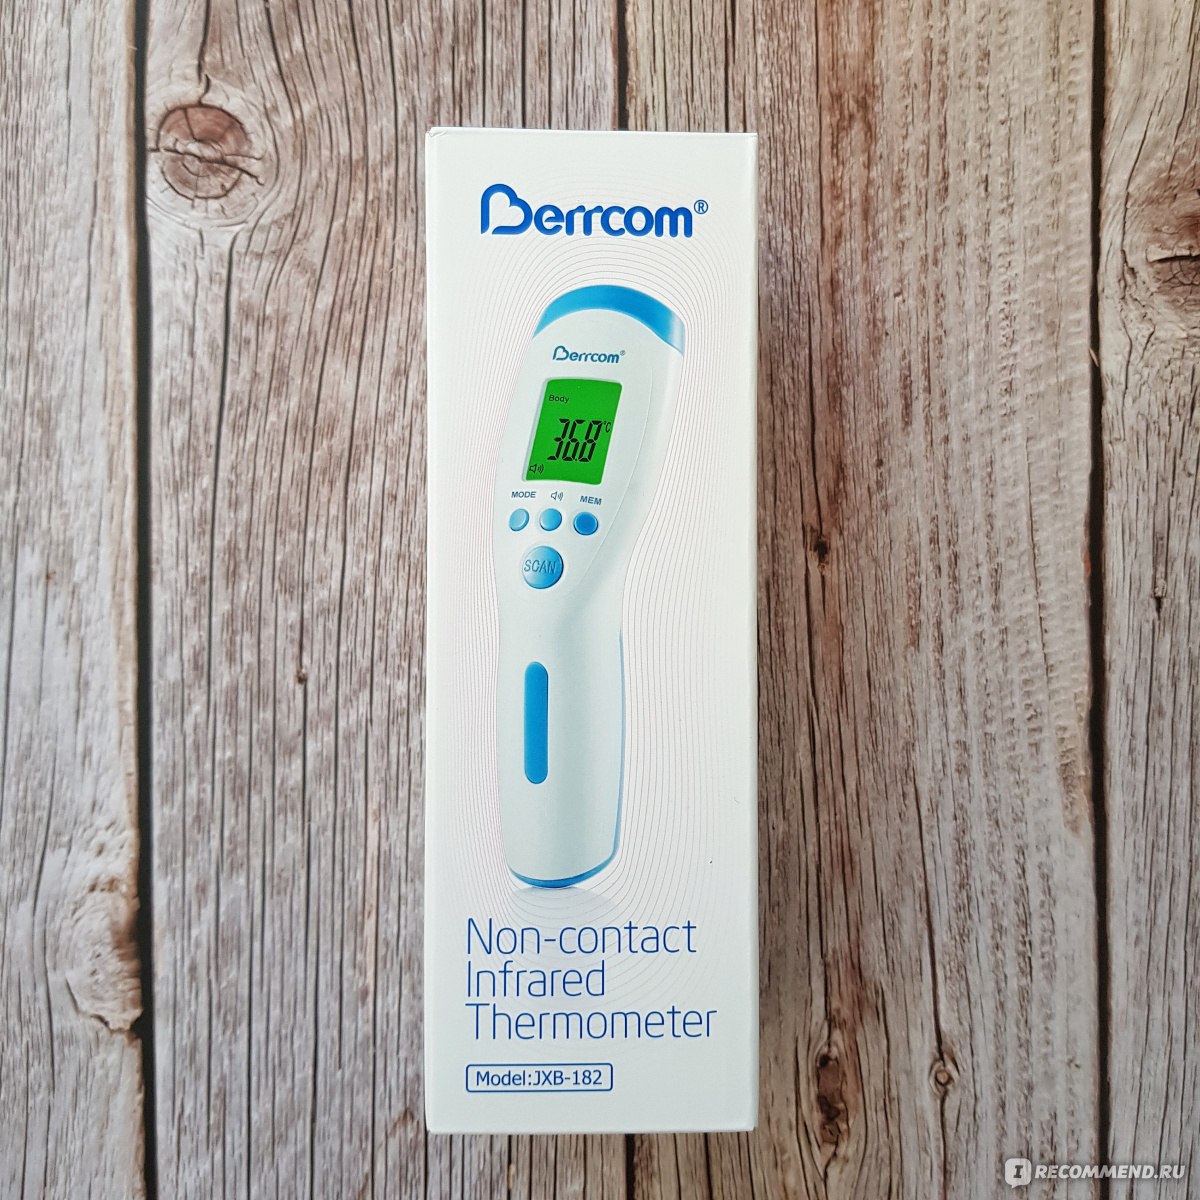 Berrcom®
Berrcom®
Body
36.8 °C
MODE MEM
SCAN
Non-contact
Infrared
Thermometer
Model:JXB-182
I RECOMMEND.RU